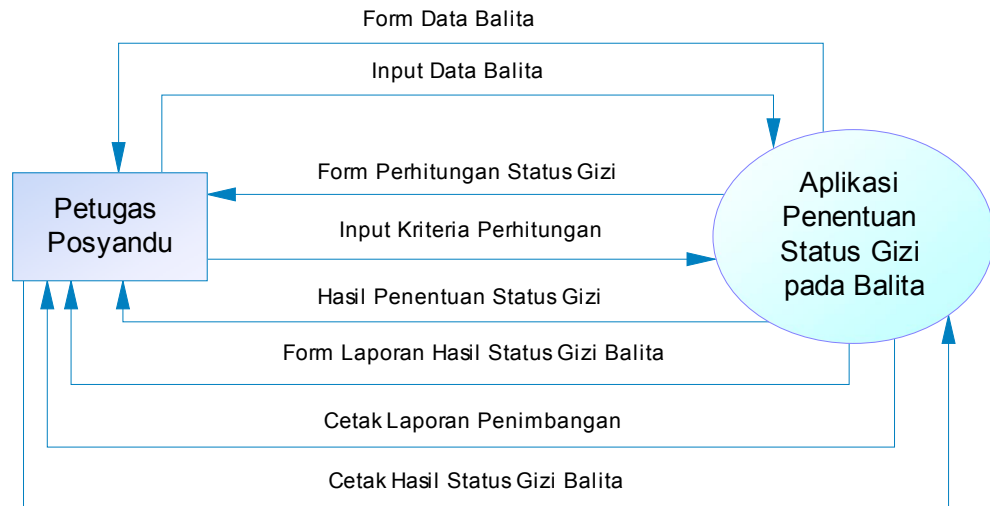 Form Data Balita
Input Data Balita
Form Perhitungan Status Gizi
Input Kriteria Perhitungan
Hasil Penentuan Status Gizi
Form Laporan Hasil Status Gizi Balita
Cetak Laporan Penimbangan
Cetak Hasil Status Gizi Balita
Petugas
Posyandu
Aplikasi
Penentuan
Status Gizi
pada Balita